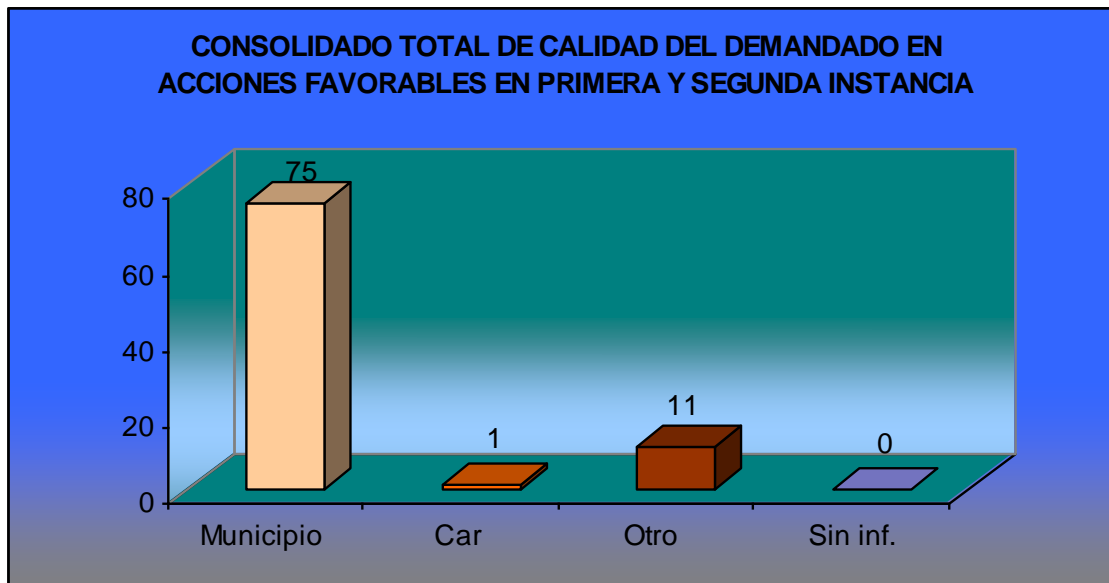 CONSOLIDADO TOTAL DE CALIDAD DEL DEMANDADO EN
ACCIONES FAVORABLES EN PRIMERA Y SEGUNDA INSTANCIA
80
60
40
20
0
75
1
11
0
Municipio
Car
Otro
Sin inf.